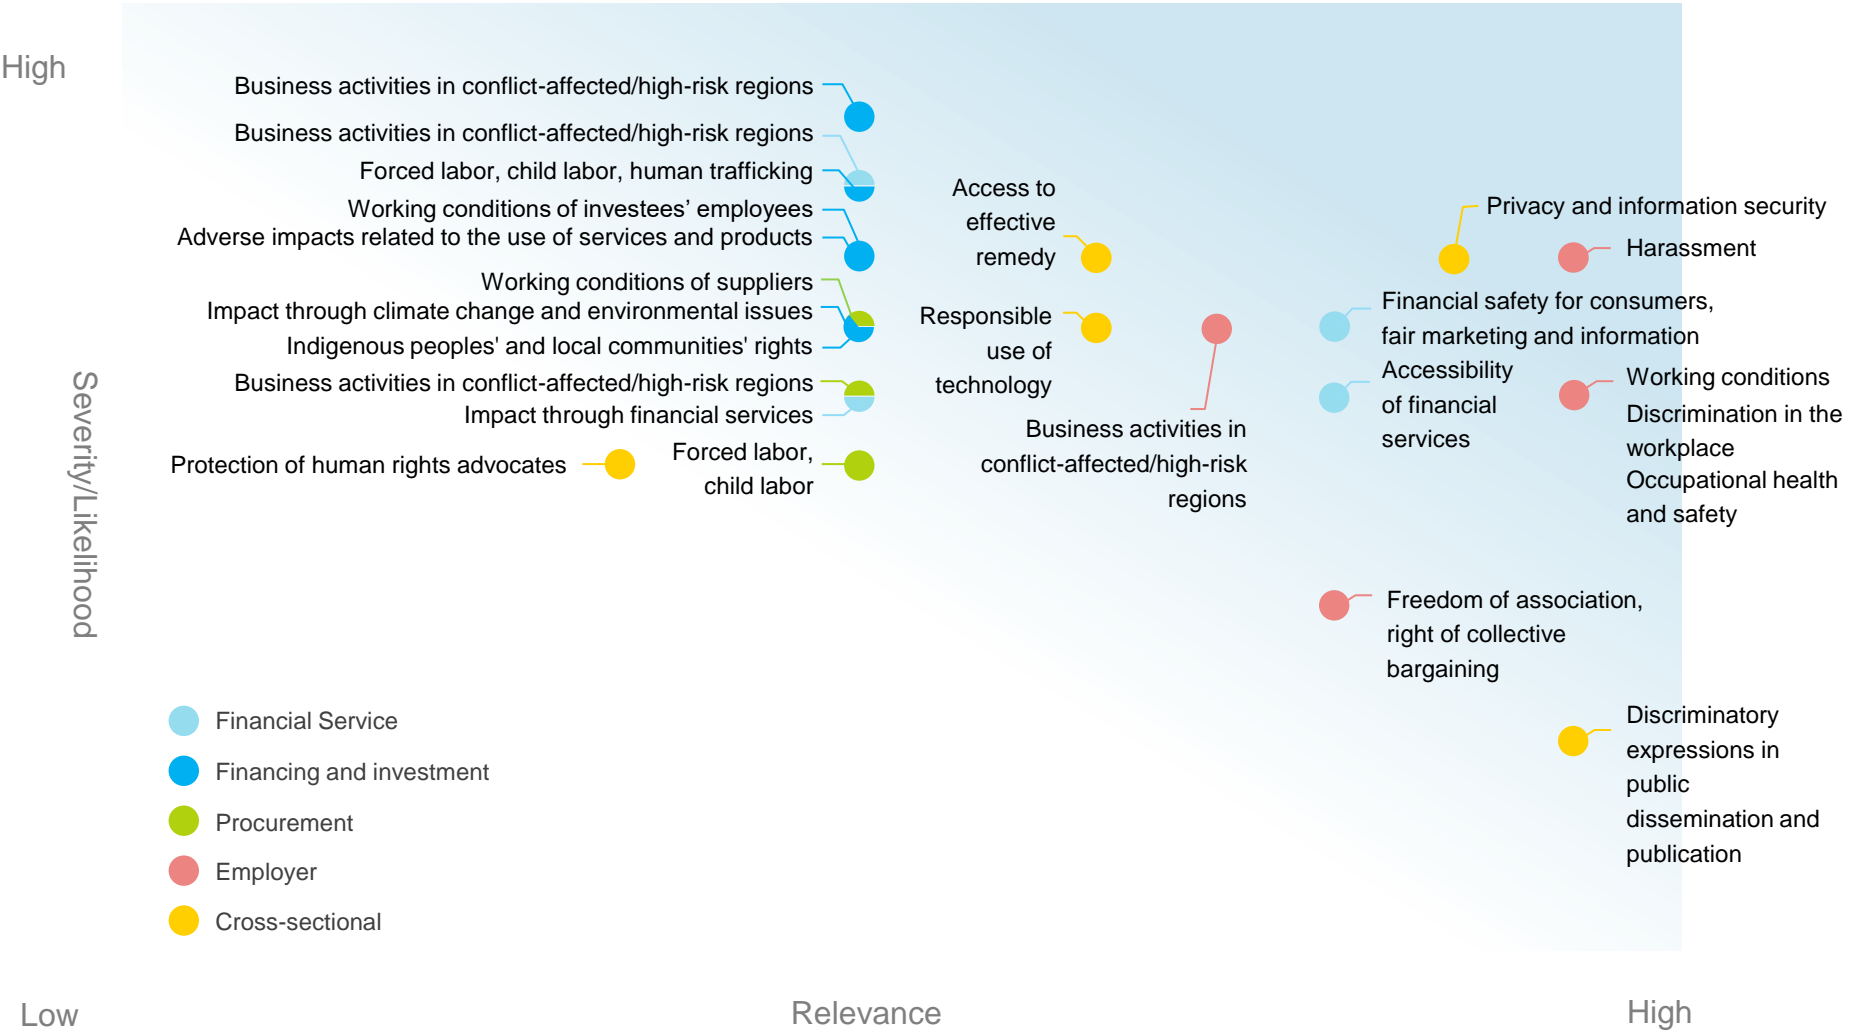 High
Business activities in conflict-affected/high-risk regions
Business activities in conflict-affected/high-risk regions
Forced labor, child labor, human trafficking
Working conditions of investees’ employees
Adverse impacts related to the use of services and products
Working conditions of suppliers
Impact through climate change and environmental issues
Indigenous peoples' and local communities' rights
Business activities in conflict-affected/high-risk regions
Impact through financial services
Protection of human rights advocates
Forced labor,
child labor
Access to
effective
remedy
Responsible
use of
technology
Business activities in
conflict-affected/high-risk
regions
Privacy and information security
Harassment
Financial safety for consumers,
fair marketing and information
Accessibility
of financial
services
Working conditions
Discrimination in the
workplace
Occupational health
and safety
Freedom of association,
right of collective
bargaining
Discriminatory
expressions in
public
dissemination and
publication
Severity/Likelihood
Financial Service
Financing and investment
Procurement
Employer
Cross-sectional
Low
Relevance
High